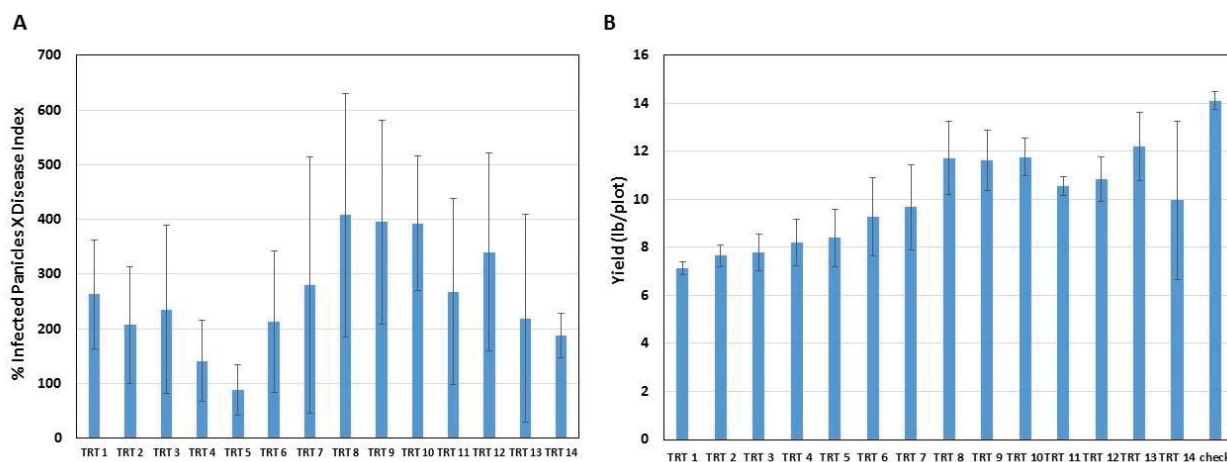 A
% Infected Panicles X Disease Index
700
600
500
400
300
200
100
0
TRT 1 TRT 2 TRT 3 TRT 4 TRT 5 TRT 6 TRT 7 TRT 8 TRT 9 TRT 10 TRT 11 TRT 12 TRT 13 TRT 14
B
Yield (lb/plot)
16
14
12
10
8
6
4
2
0
TRT 1 TRT 2 TRT 3 TRT 4 TRT 5 TRT 6 TRT 7 TRT 8 TRT 9 TRT 10 TRT 11 TRT 12 TRT 13 TRT 14 check